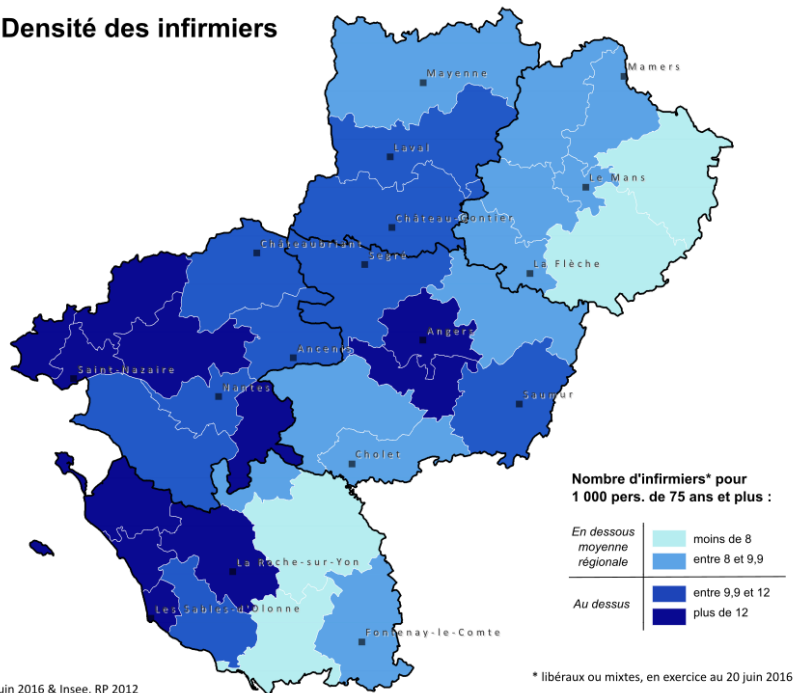 Densité des infirmiers
Mayenne
Mamers
Laval
Le Mans
Château-Gontier
Châteaubriant
Segré
La Flèche
Angers
Ancenis
Saint-Nazaire
Nantes
Saumur
Cholet
Nombre d'infirmiers* pour
1 000 pers. de 75 ans et plus :
En dessous
moyenne
régionale
moins de 8
entre 8 et 9,9
Au dessus
entre 9,9 et 12
plus de 12
La Roche-sur-Yon
Les Sables-d'Olonne
Fontenay-le-Comte
* libéraux ou mixtes, en exercice au 20 juin 2016
uin 2016 & Insee, RP 2012